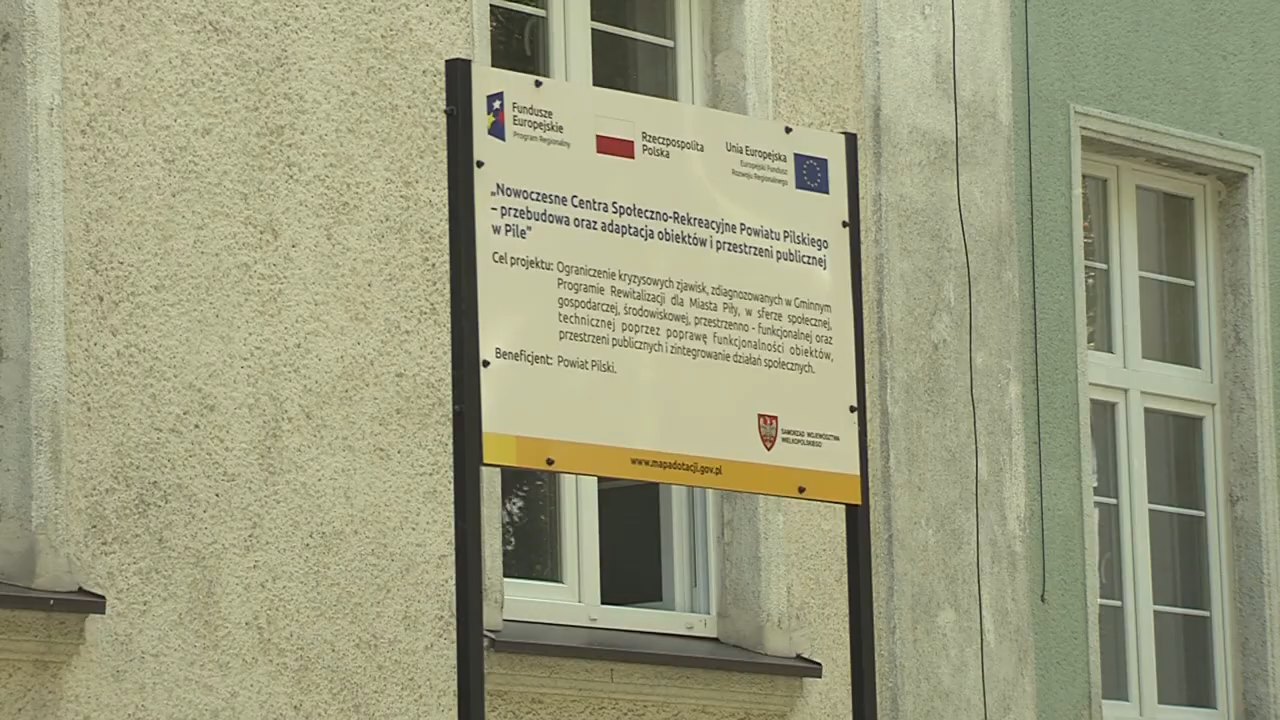 Fundusze
Europejskie
Program Regionalny
Rzeczpospolita
Polska
Unia Europejska
Europejski Fundusz
Rozwoju Regionalnego
„Nowoczesne Centra Społeczno-Rekreacyjne Powiatu Pilskiego
– przebudowa oraz adaptacja obiektów i przestrzeni publicznej
w Pile"
Cel projektu: Ograniczenie kryzysowych zjawisk, zdiagnozowanych w Gminnym
Programie Rewitalizacji dla Miasta Piły, w sferze społecznej,
gospodarczej, środowiskowej, przestrzenno - funkcjonalnej oraz
technicznej poprzez poprawę funkcjonalności obiektów,
przestrzeni publicznych i zintegrowanie działań społecznych.
Beneficjent: Powiat Pilski.
SAMORZĄD WOJEWÓDZTWA
WIELKOPOLSKIEGO
www.mapadotacji.gov.pl